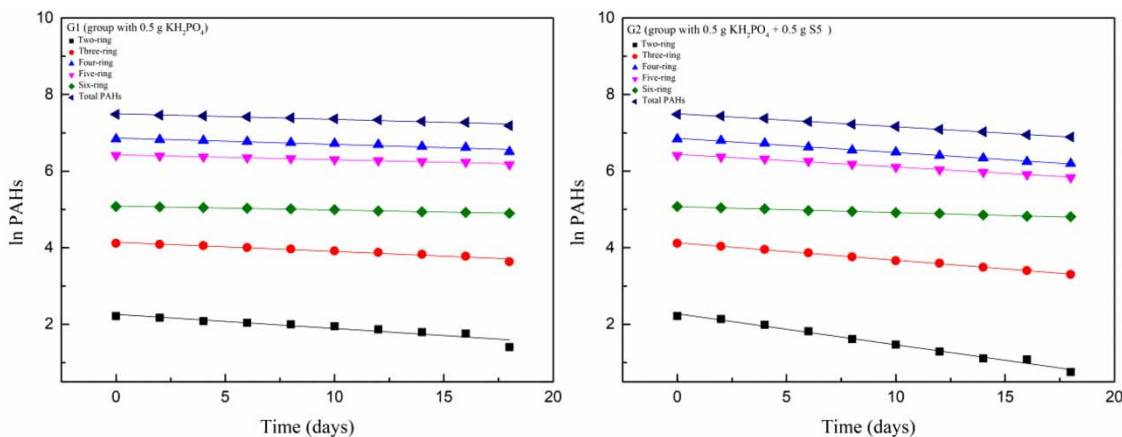 G1 (group with 0.5 g KH₂PO₄)
Two-ring
Three-ring
Four-ring
Five-ring
Six-ring
Total PAHs
10
8
6
4
2
ln PAHs
0 5 10 15 20
Time (days)
G2 (group with 0.5 g KH₂PO₄ + 0.5 g S5 )
Two-ring
Three-ring
Four-ring
Five-ring
Six-ring
Total PAHs
10
8
6
4
2
ln PAHs
0 5 10 15 20
Time (days)